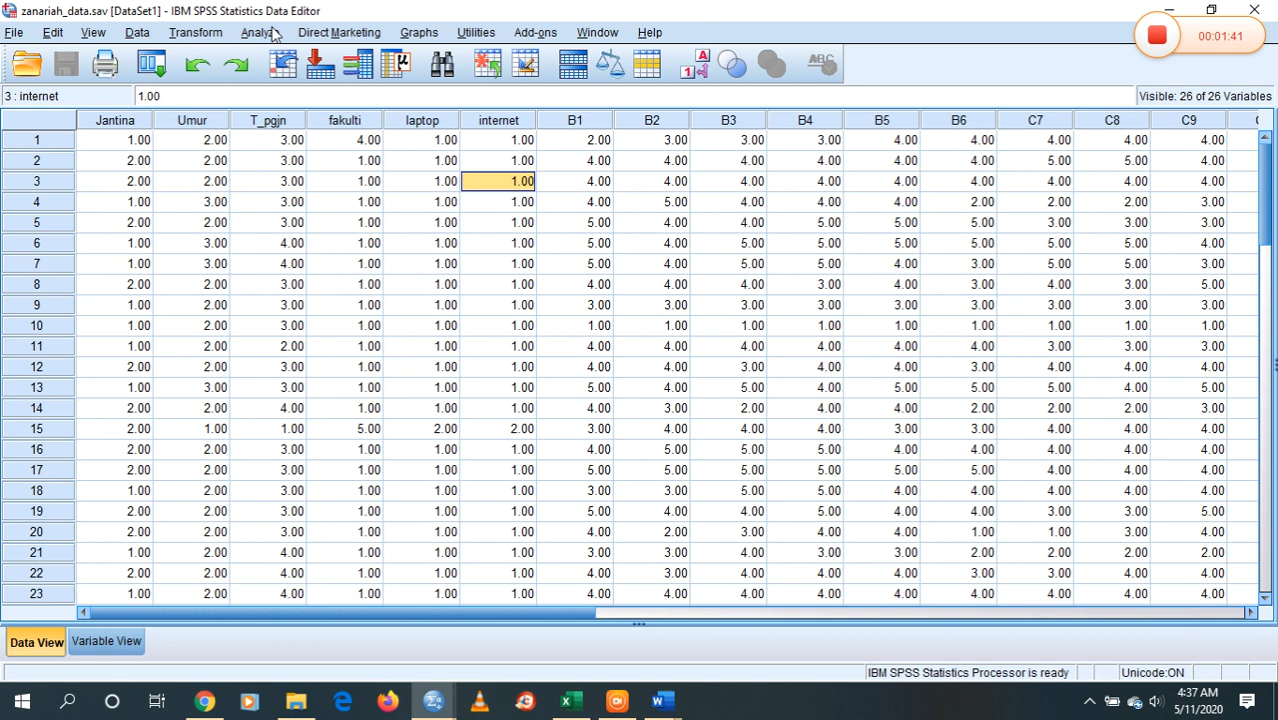 zanariah_data.sav [DataSet1] - IBM SPSS Statistics Data Editor
File Edit View Data Transform Analyze Direct Marketing Graphs Utilities Add-ons Window Help
00:01:41
3 : internet 1.00 Visible: 26 of 26 Variables
Jantina Umur T_pgjn fakulti laptop internet B1 B2 B3 B4 B5 B6 C7 C8 C9
1 1.00 2.00 3.00 4.00 1.00 1.00 2.00 3.00 3.00 3.00 4.00 4.00 4.00 4.00 4.00
2 2.00 2.00 3.00 1.00 1.00 1.00 4.00 4.00 4.00 4.00 4.00 4.00 5.00 5.00 4.00
3 2.00 2.00 3.00 1.00 1.00 1.00 4.00 4.00 4.00 4.00 4.00 4.00 4.00 4.00 4.00
4 1.00 3.00 3.00 1.00 1.00 1.00 4.00 5.00 4.00 4.00 4.00 2.00 2.00 2.00 3.00
5 2.00 2.00 3.00 1.00 1.00 1.00 5.00 4.00 4.00 5.00 5.00 5.00 3.00 3.00 3.00
6 1.00 3.00 4.00 1.00 1.00 1.00 5.00 4.00 5.00 5.00 5.00 5.00 5.00 5.00 4.00
7 1.00 3.00 4.00 1.00 1.00 1.00 5.00 4.00 5.00 5.00 4.00 3.00 5.00 5.00 3.00
8 2.00 2.00 3.00 1.00 1.00 1.00 4.00 4.00 4.00 4.00 4.00 4.00 4.00 3.00 5.00
9 1.00 2.00 3.00 1.00 1.00 1.00 3.00 3.00 3.00 3.00 3.00 3.00 3.00 3.00 3.00
10 1.00 2.00 3.00 1.00 1.00 1.00 1.00 1.00 1.00 1.00 1.00 1.00 1.00 1.00 1.00
11 1.00 2.00 2.00 1.00 1.00 1.00 4.00 4.00 4.00 4.00 4.00 4.00 3.00 3.00 4.00
12 2.00 2.00 3.00 1.00 1.00 1.00 4.00 4.00 3.00 4.00 4.00 3.00 4.00 4.00 4.00
13 1.00 3.00 3.00 1.00 1.00 1.00 5.00 4.00 4.00 5.00 5.00 5.00 4.00 4.00 5.00
14 2.00 2.00 4.00 1.00 1.00 1.00 4.00 3.00 2.00 4.00 4.00 2.00 2.00 2.00 3.00
15 2.00 1.00 1.00 5.00 2.00 2.00 3.00 4.00 4.00 4.00 3.00 3.00 4.00 4.00 4.00
16 2.00 2.00 3.00 1.00 1.00 1.00 4.00 5.00 5.00 5.00 4.00 4.00 4.00 4.00 4.00
17 2.00 2.00 3.00 1.00 1.00 1.00 5.00 5.00 5.00 5.00 5.00 5.00 4.00 4.00 4.00
18 1.00 2.00 3.00 1.00 1.00 1.00 3.00 3.00 5.00 5.00 4.00 4.00 4.00 4.00 4.00
19 2.00 2.00 3.00 1.00 1.00 1.00 5.00 4.00 4.00 5.00 4.00 4.00 3.00 3.00 5.00
20 2.00 2.00 3.00 1.00 1.00 1.00 4.00 2.00 4.00 4.00 4.00 1.00 1.00 3.00 4.00
21 1.00 2.00 4.00 1.00 1.00 1.00 3.00 3.00 4.00 3.00 3.00 2.00 2.00 2.00 2.00
22 2.00 2.00 4.00 1.00 1.00 1.00 4.00 3.00 4.00 4.00 4.00 3.00 3.00 4.00 4.00
23 1.00 2.00 4.00 1.00 1.00 1.00 4.00 4.00 4.00 4.00 4.00 4.00 4.00 4.00 4.00
Data View Variable View
IBM SPSS Statistics Processor is ready Unicode:ON
4:37 AM
5/11/2020